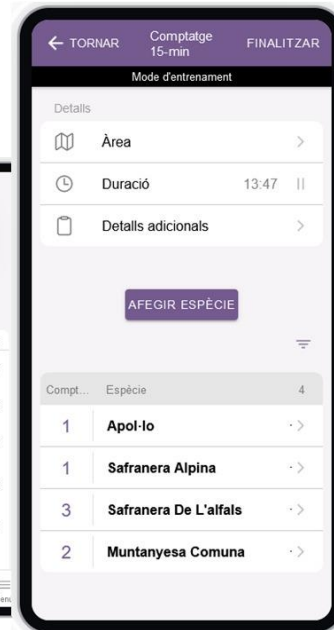 ← TORNAR
Comptatge
15-min
FINALITZAR
Mode d'entrenament
Detalls
Àrea
Duració 13:47
Detalls adicionals
AFEGIR ESPÈCIE
Compt... Espècie 4
1 Apol·lo
1 Safranera Alpina
3 Safranera De L'alfals
2 Muntanyesa Comuna